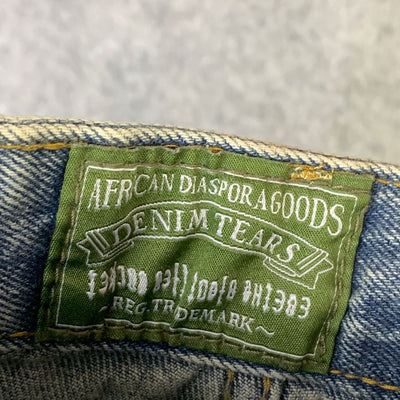 AFRICAN DIASPORA GOODS
DENIM TEARS
~REG. TRADEMARK~